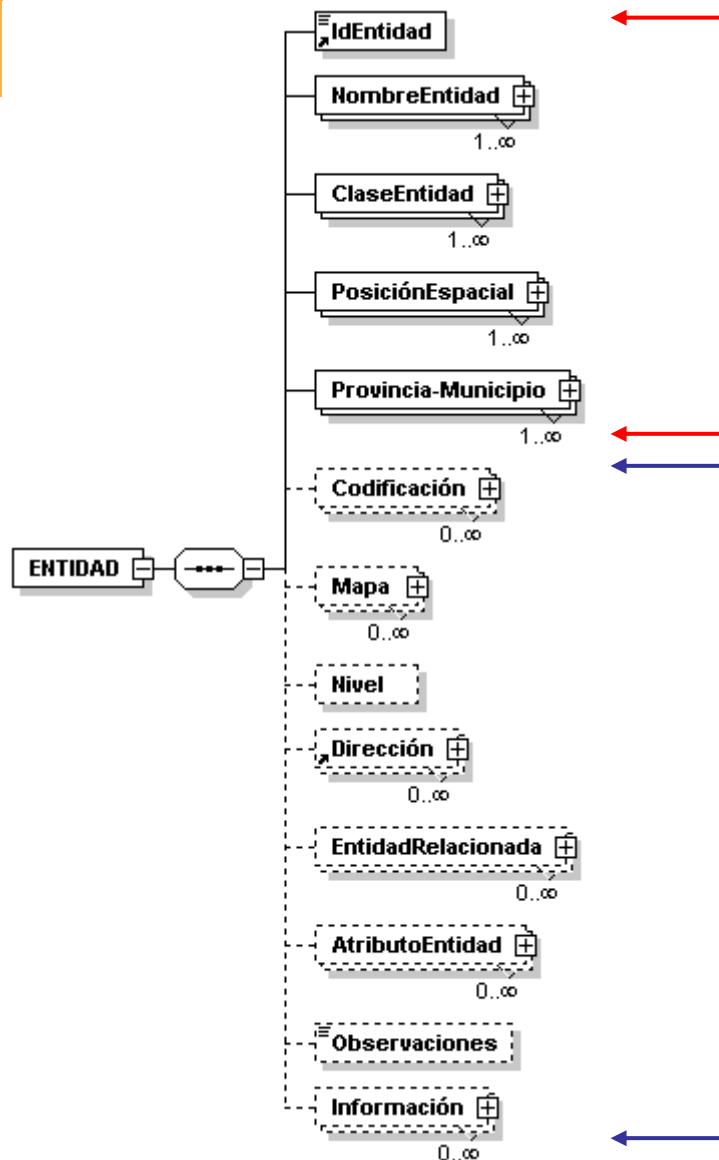 IdEntidad
NombreEntidad
1..∞
ClaseEntidad
1..∞
PosiciónEspacial
1..∞
Provincia-Municipio
1..∞
Codificación
0..∞
ENTIDAD
Mapa
0..∞
Nivel
Dirección
0..∞
EntidadRelacionada
0..∞
AtributoEntidad
0..∞
Observaciones
Información
0..∞